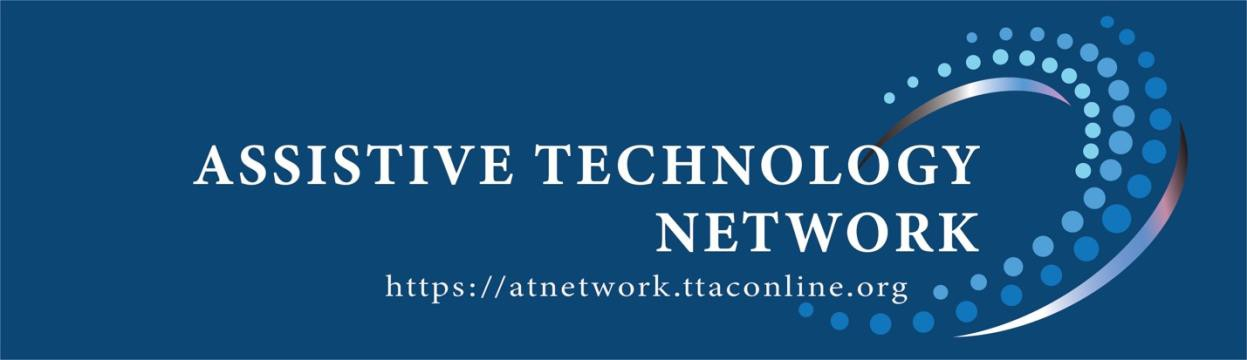 ASSISTIVE TECHNOLOGY
NETWORK
https://atnetwork.ttaconline.org